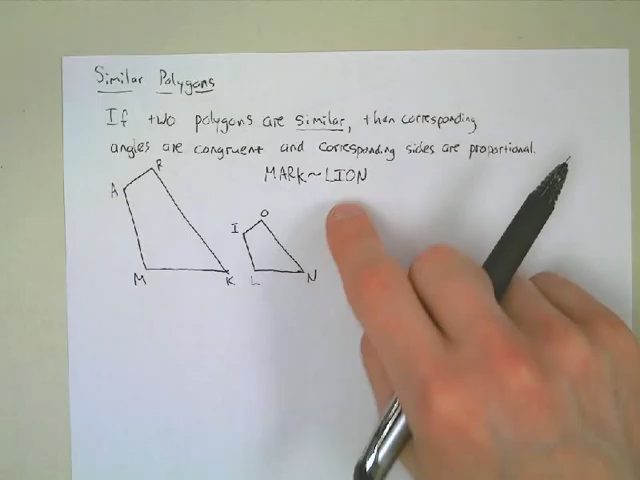 Similar Polygons
If two polygons are similar, then corresponding
angles are congruent and corresponding sides are proportional.
MARK~LION
R
A
O
I
M
K
L
N